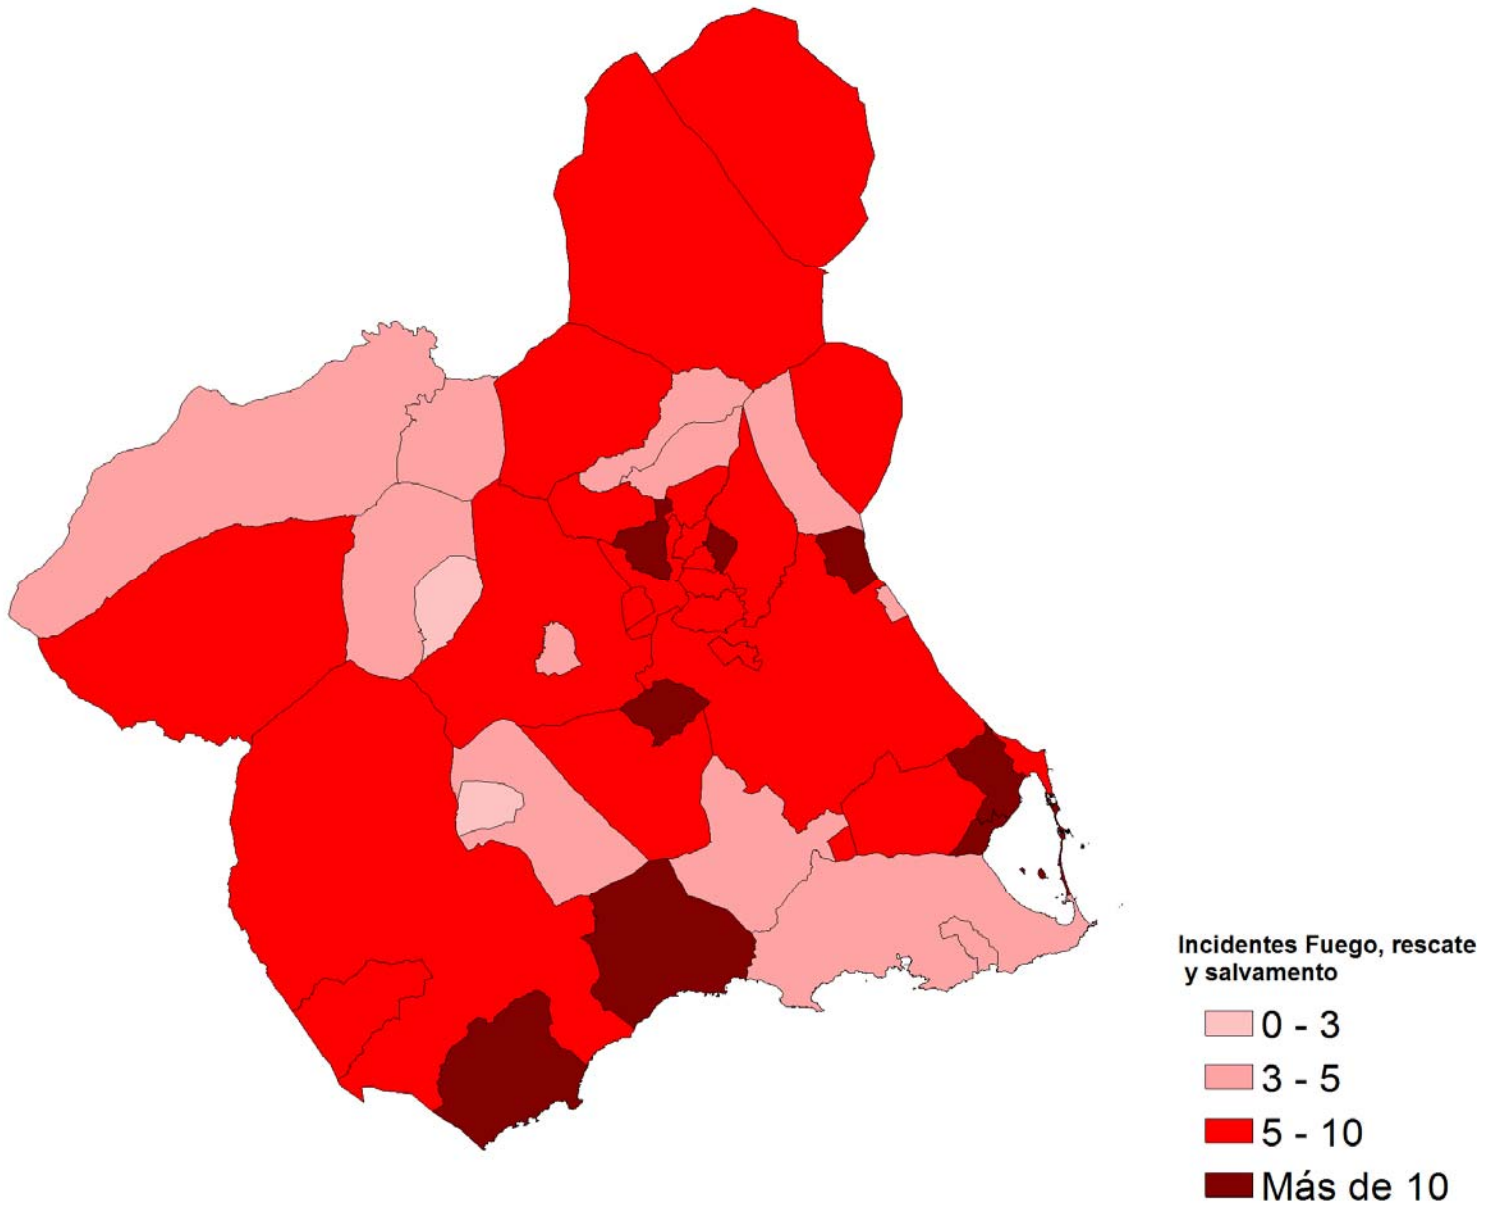 Incidentes Fuego, rescate
y salvamento
0 - 3
3 - 5
5 - 10
Más de 10